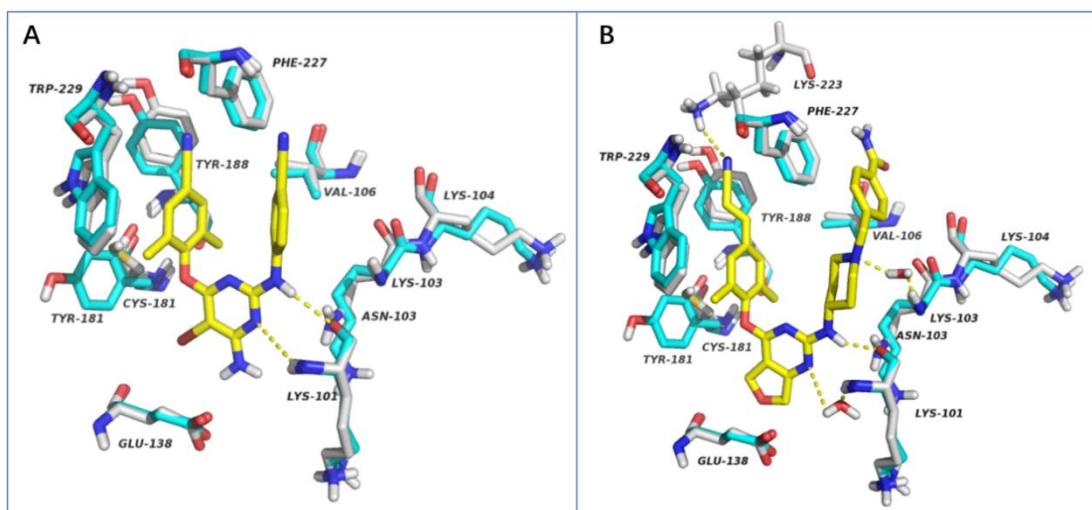 A
PHE-227
TRP-229
TYR-188
VAL-106
LYS-104
CYS-181
LYS-103
TYR-181
ASN-103
LYS-101
GLU-138
B
LYS-223
PHE-227
TRP-229
TYR-188
VAL-106
LYS-104
LYS-103
CYS-181
ASN-103
TYR-181
LYS-101
GLU-138